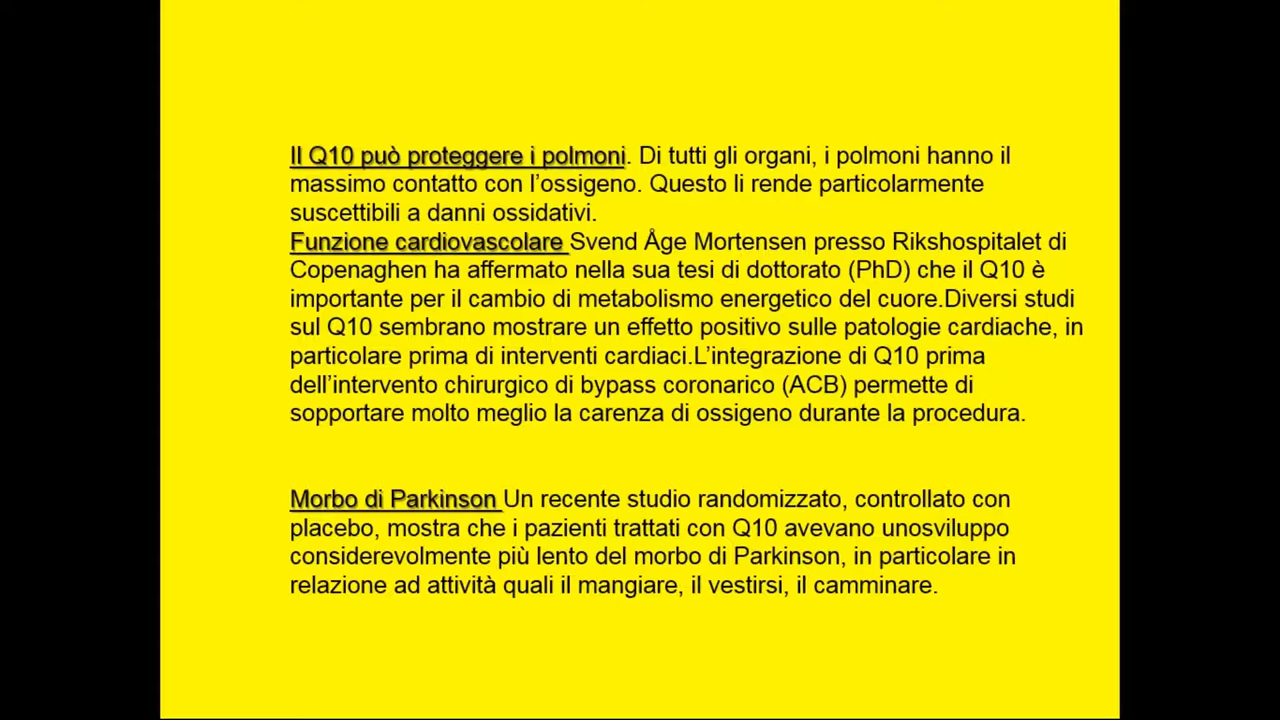 Il Q10 può proteggere i polmoni. Di tutti gli organi, i polmoni hanno il
massimo contatto con l’ossigeno. Questo li rende particolarmente
suscettibili a danni ossidativi.
Funzione cardiovascolare Svend Åge Mortensen presso Rikshospitalet di
Copenaghen ha affermato nella sua tesi di dottorato (PhD) che il Q10 è
importante per il cambio di metabolismo energetico del cuore.Diversi studi
sul Q10 sembrano mostrare un effetto positivo sulle patologie cardiache, in
particolare prima di interventi cardiaci.L’integrazione di Q10 prima
dell’intervento chirurgico di bypass coronarico (ACB) permette di
sopportare molto meglio la carenza di ossigeno durante la procedura.
Morbo di Parkinson Un recente studio randomizzato, controllato con
placebo, mostra che i pazienti trattati con Q10 avevano unosviluppo
considerevolmente più lento del morbo di Parkinson, in particolare in
relazione ad attività quali il mangiare, il vestirsi, il camminare.